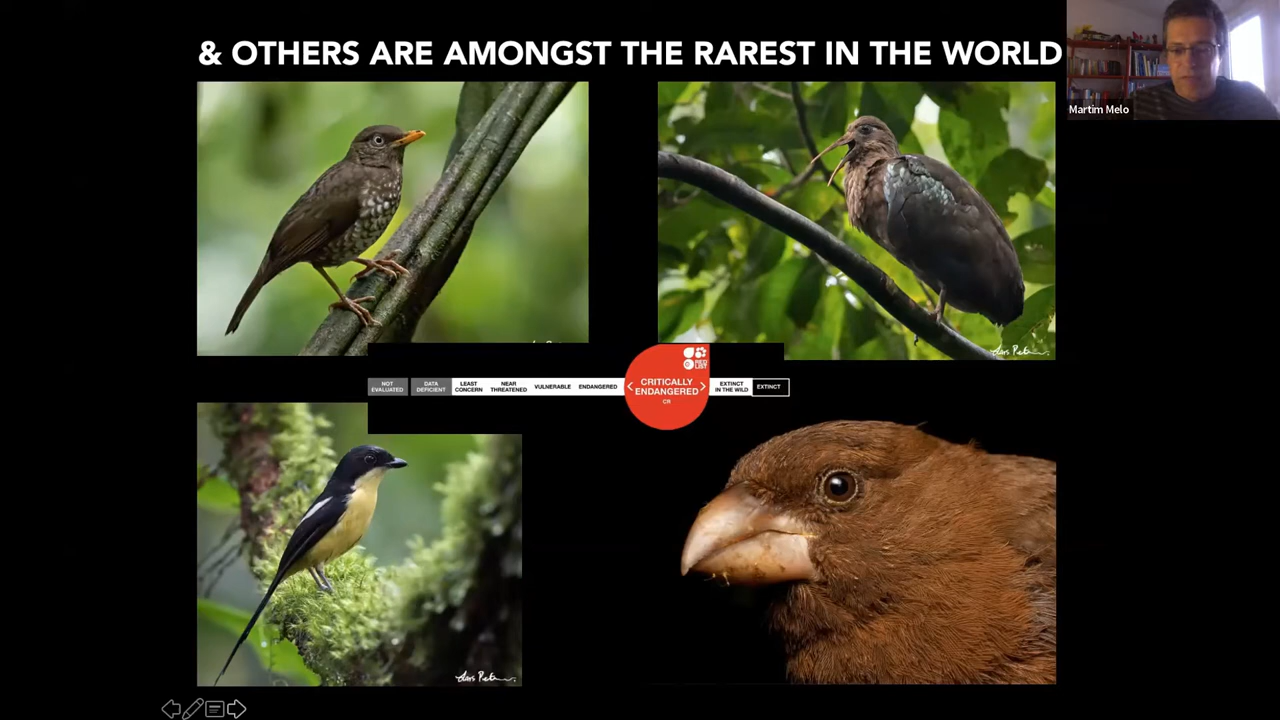 & OTHERS ARE AMONGST THE RAREST IN THE WORLD
Martim Melo
NOT
EVALUATED
DATA
DEFICIENT
LEAST
CONCERN
NEAR
THREATENED
VULNERABLE
ENDANGERED
< CRITICALLY >
ENDANGERED
CR
EXTINCT
IN THE WILD
EXTINCT